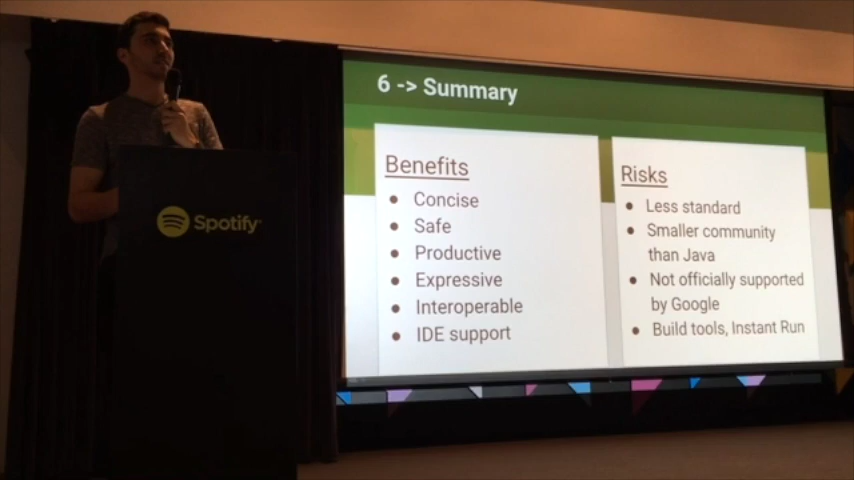 6 -> Summary
Benefits
Concise
Safe
Productive
Expressive
Interoperable
IDE support
Risks
Less standard
Smaller community
than Java
Not officially supported
by Google
Build tools, Instant Run
Spotify